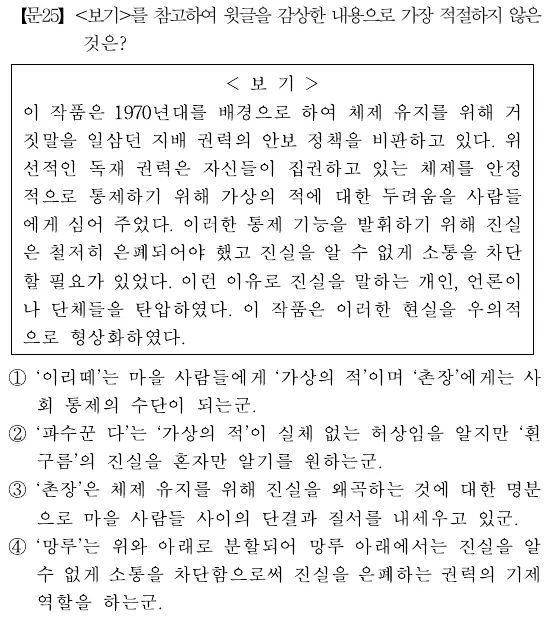 【문25】 <보기>를 참고하여 윗글을 감상한 내용으로 가장 적절하지 않은
것은?
< 보 기 >
이 작품은 1970년대를 배경으로 하여 체제 유지를 위해 거
짓말을 일삼던 지배 권력의 안보 정책을 비판하고 있다. 위
선적인 독재 권력은 자신들이 집권하고 있는 체제를 안정
적으로 통제하기 위해 가상의 적에 대한 두려움을 사람들
에게 심어 주었다. 이러한 통제 기능을 발휘하기 위해 진실
은 철저히 은폐되어야 했고 진실을 알 수 없게 소통을 차단
할 필요가 있었다. 이런 이유로 진실을 말하는 개인, 언론이
나 단체들을 탄압하였다. 이 작품은 이러한 현실을 우의적
으로 형상화하였다.
① ‘이리떼’는 마을 사람들에게 ‘가상의 적’이며 ‘촌장’에게는 사
회 통제의 수단이 되는군.
② ‘파수꾼 다’는 ‘가상의 적’이 실체 없는 허상임을 알지만 ‘흰
구름’의 진실을 혼자만 알기를 원하는군.
③ ‘촌장’은 체제 유지를 위해 진실을 왜곡하는 것에 대한 명분
으로 마을 사람들 사이의 단결과 질서를 내세우고 있군.
④ ‘망루’는 위와 아래로 분할되어 망루 아래에서는 진실을 알
수 없게 소통을 차단함으로써 진실을 은폐하는 권력의 기제
역할을 하는군.